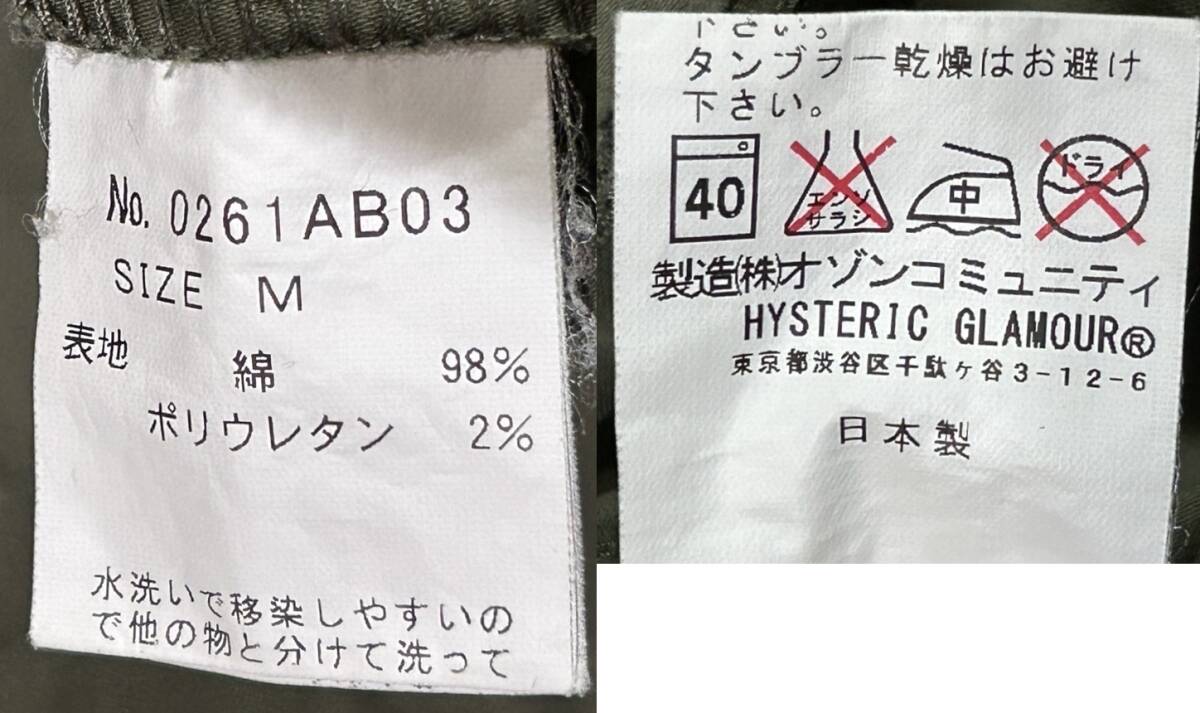 No. 0261AB03
SIZE M
表地 綿 98%
ポリウレタン 2%
水洗いで移染しやすいの
で他の物と分けて洗って
下さい。
タンブラー乾燥はお避け
下さい。
40 エンソサラシ 中 ドライ
製造(株)オゾンコミュニティ
HYSTERIC GLAMOUR®
東京都渋谷区千駄ヶ谷3-12-6
日本製